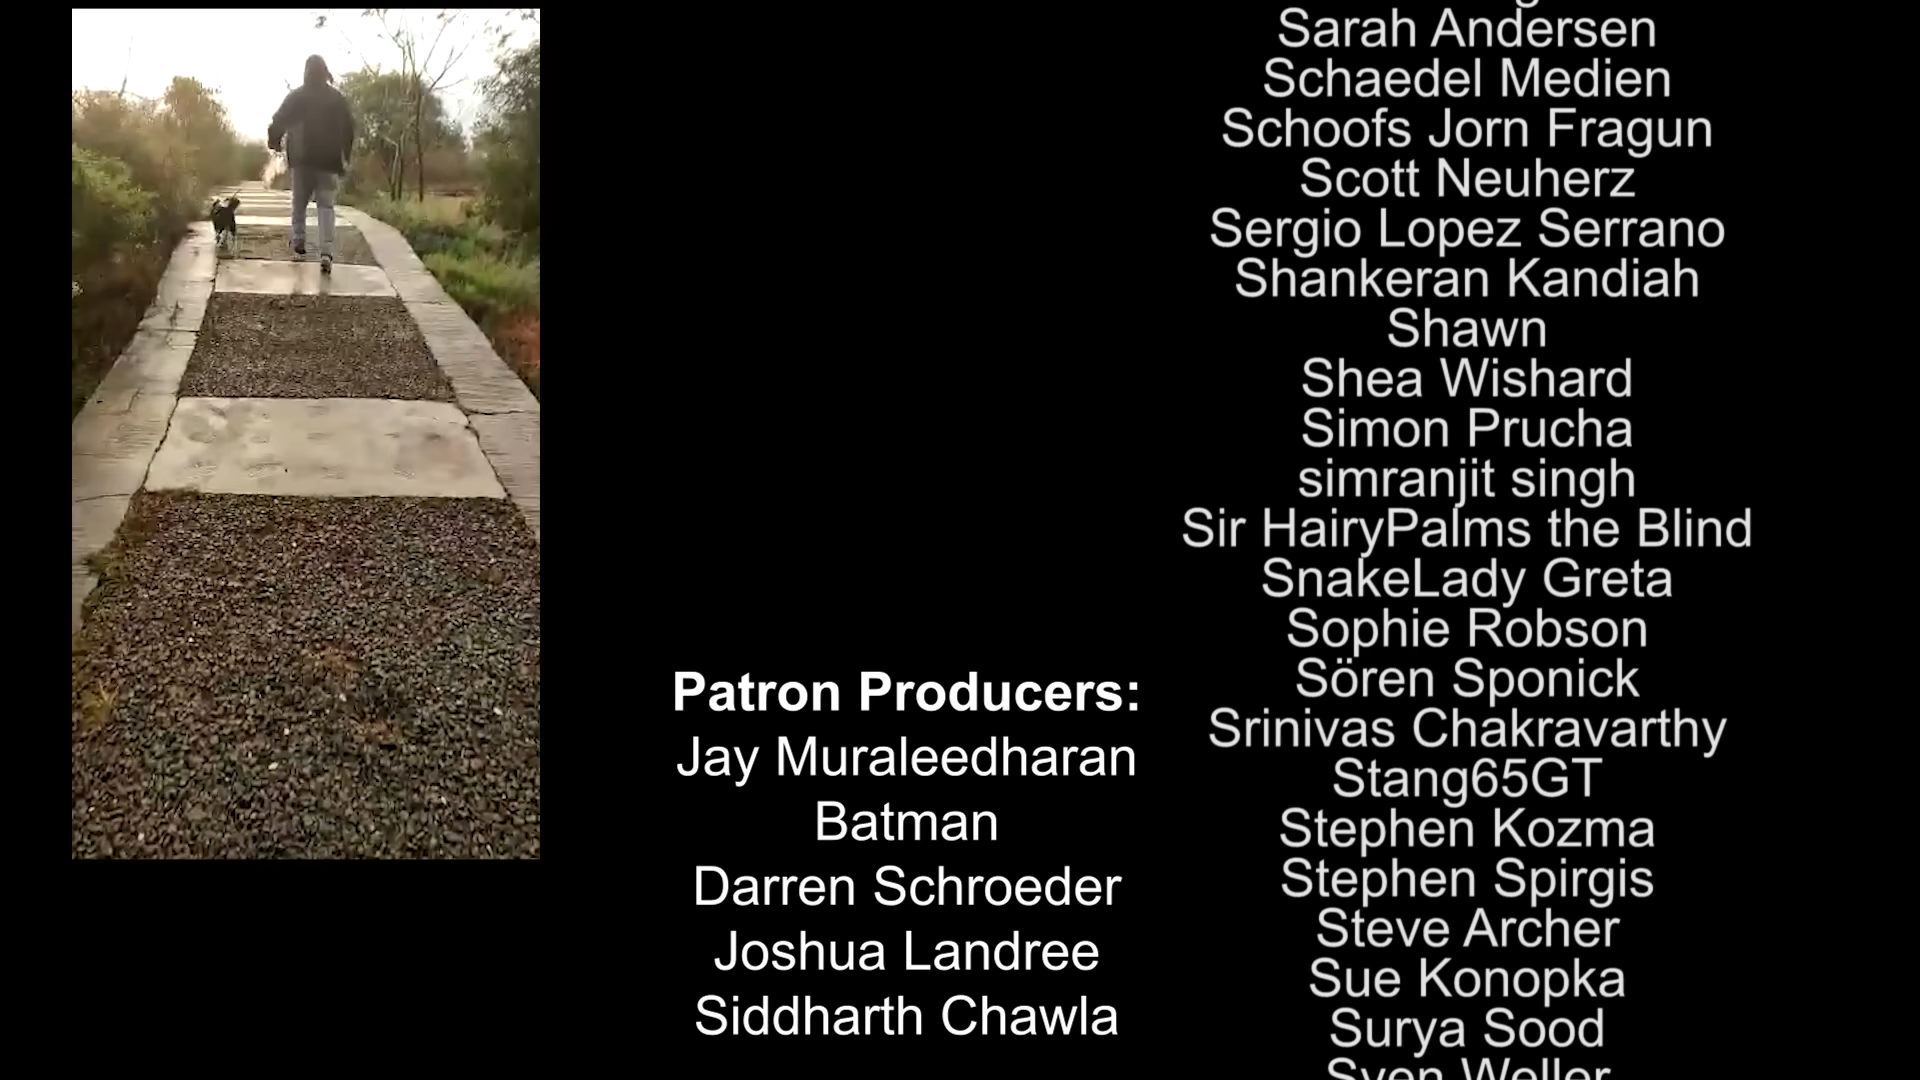 Patron Producers:
Jay Muraleedharan
Batman
Darren Schroeder
Joshua Landree
Siddharth Chawla
Sarah Andersen
Schaedel Medien
Schoofs Jorn Fragun
Scott Neuherz
Sergio Lopez Serrano
Shankeran Kandiah
Shawn
Shea Wishard
Simon Prucha
simranjit singh
Sir HairyPalms the Blind
SnakeLady Greta
Sophie Robson
Sören Sponick
Srinivas Chakravarthy
Stang65GT
Stephen Kozma
Stephen Spirgis
Steve Archer
Sue Konopka
Surya Sood
Sven Weller